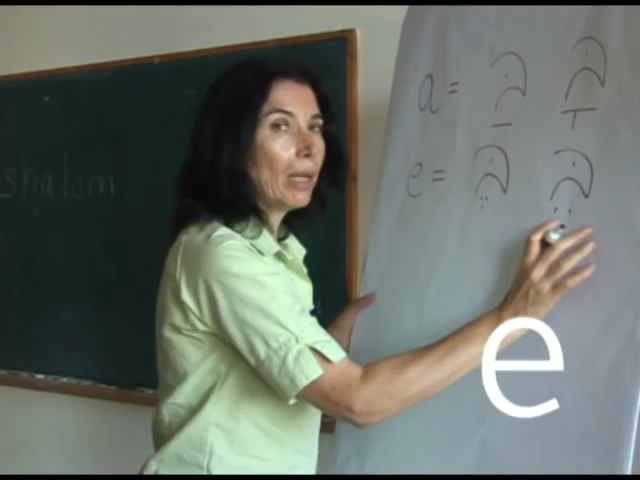 shalom
a = בַּ בָּ
e = בֶּ בֵּ
e